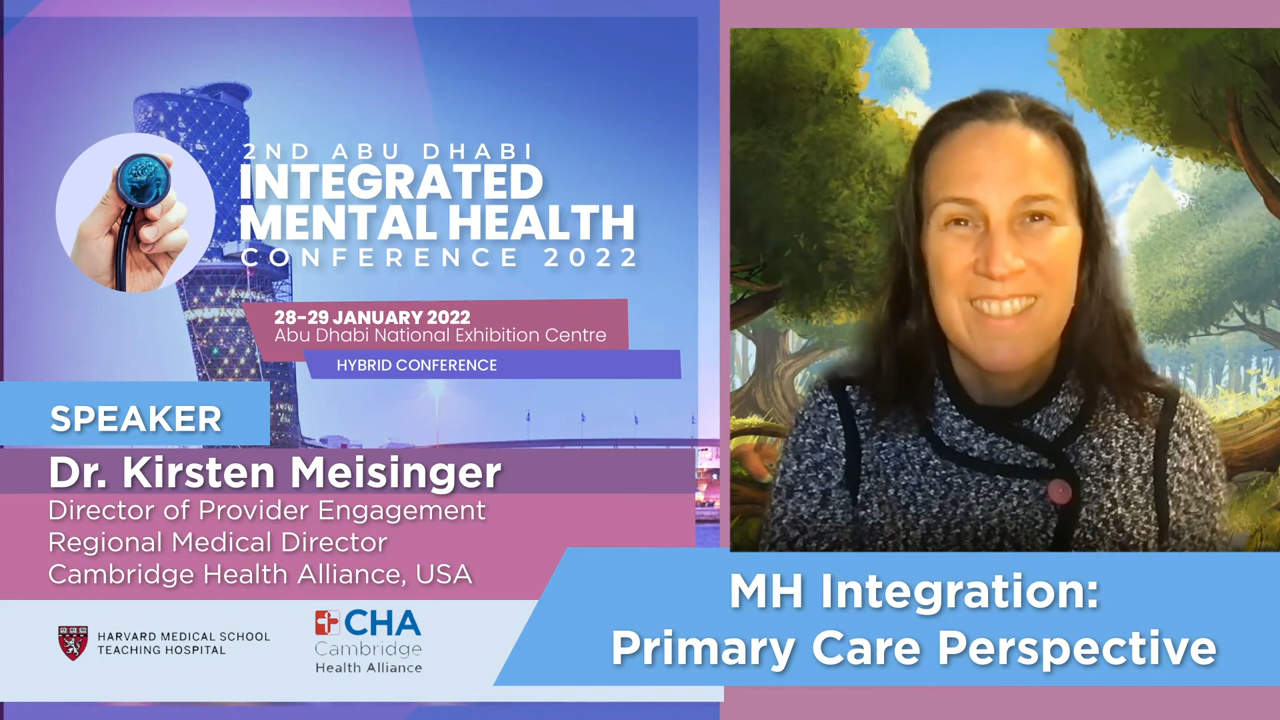 2ND ABU DHABI
INTEGRATED
MENTAL HEALTH
CONFERENCE 2022
28-29 JANUARY 2022
Abu Dhabi National Exhibition Centre
HYBRID CONFERENCE
SPEAKER
Dr. Kirsten Meisinger
Director of Provider Engagement
Regional Medical Director
Cambridge Health Alliance, USA
HARVARD MEDICAL SCHOOL
TEACHING HOSPITAL
CHA
Cambridge
Health Alliance
MH Integration:
Primary Care Perspective